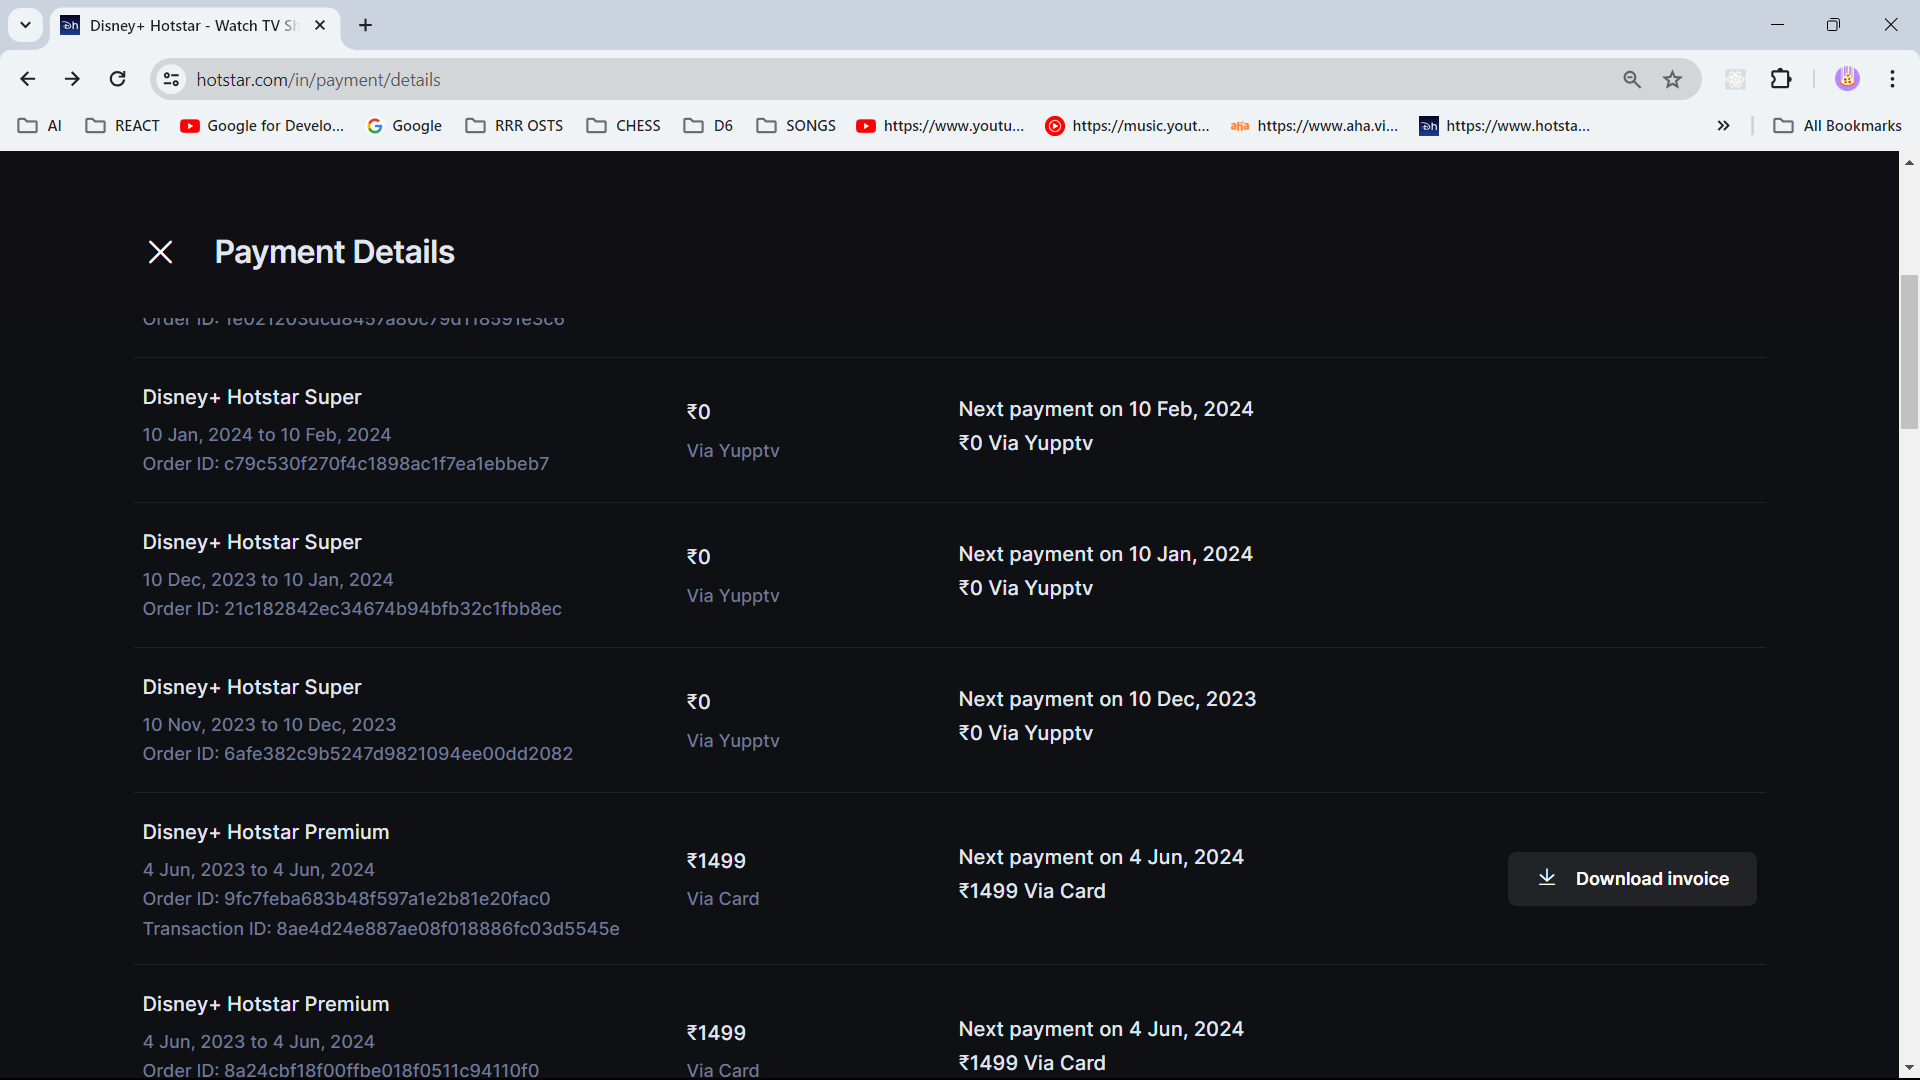 Disney+ Hotstar - Watch TV Sh
hotstar.com/in/payment/details
AI
REACT
Google for Develo...
Google
RRR OSTS
CHESS
D6
SONGS
https://www.youtu...
https://music.yout...
aha
https://www.aha.vi...
https://www.hotsta...
All Bookmarks
Payment Details
Order ID: 1e021203dcd8457a80c79d118591e3c6
Disney+ Hotstar Super
₹0
Next payment on 10 Feb, 2024
10 Jan, 2024 to 10 Feb, 2024
Via Yupptv
₹0 Via Yupptv
Order ID: c79c530f270f4c1898ac1f7ea1ebbeb7
Disney+ Hotstar Super
₹0
Next payment on 10 Jan, 2024
10 Dec, 2023 to 10 Jan, 2024
Via Yupptv
₹0 Via Yupptv
Order ID: 21c182842ec34674b94bfb32c1fbb8ec
Disney+ Hotstar Super
₹0
Next payment on 10 Dec, 2023
10 Nov, 2023 to 10 Dec, 2023
Via Yupptv
₹0 Via Yupptv
Order ID: 6afe382c9b5247d9821094ee00dd2082
Disney+ Hotstar Premium
₹1499
Next payment on 4 Jun, 2024
4 Jun, 2023 to 4 Jun, 2024
Via Card
₹1499 Via Card
Order ID: 9fc7feba683b48f597a1e2b81e20fac0
Transaction ID: 8ae4d24e887ae08f018886fc03d5545e
Download invoice
Disney+ Hotstar Premium
₹1499
Next payment on 4 Jun, 2024
4 Jun, 2023 to 4 Jun, 2024
Via Card
₹1499 Via Card
Order ID: 8a24cbf18f00ffbe018f0511c94110f0